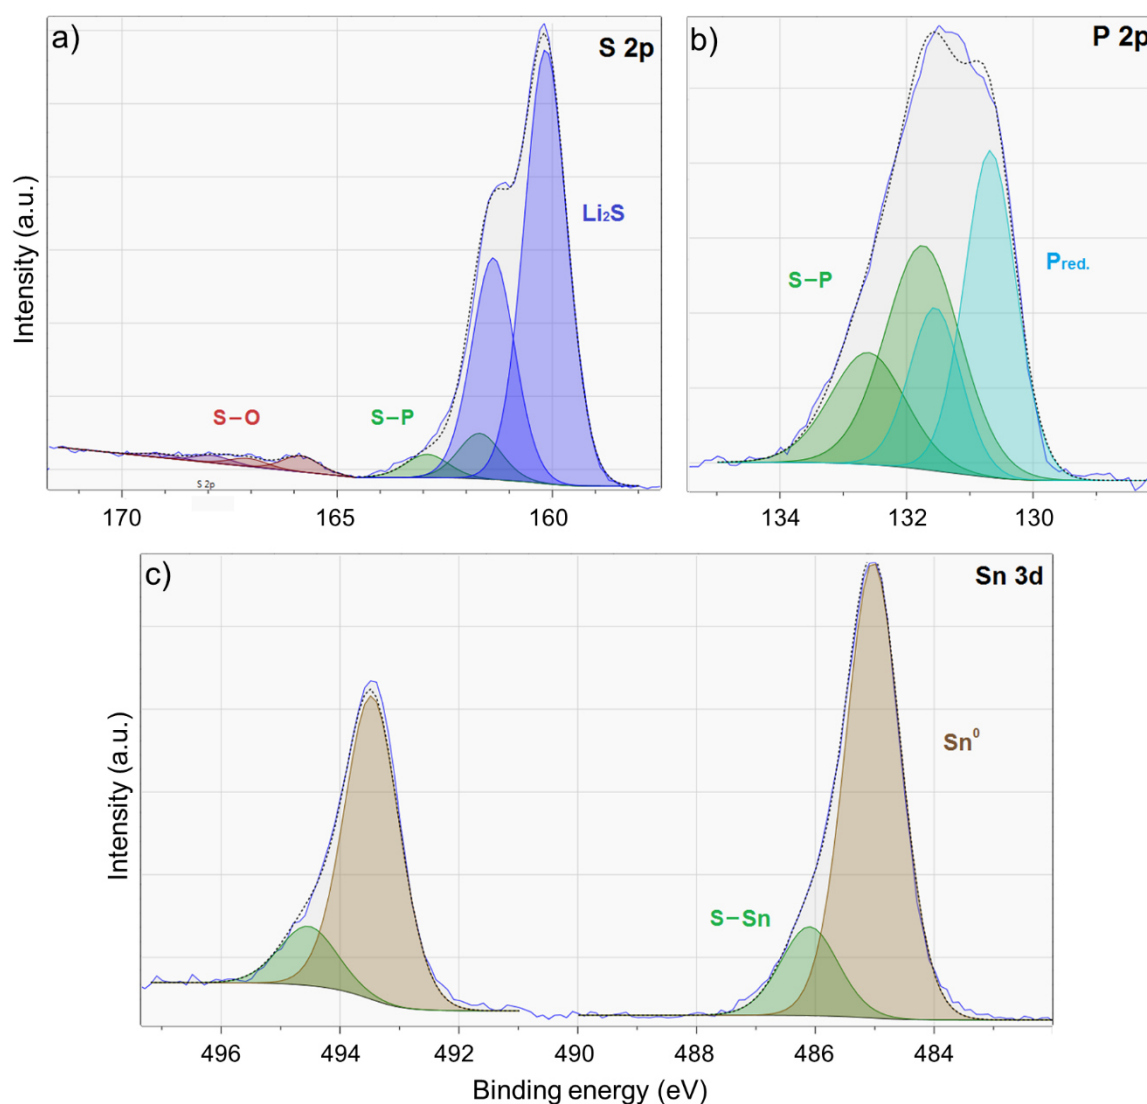 a)
S 2p
Intensity (a.u.)
Li₂S
S–P
S–O
S 2p
170
165
160
b)
P 2p
S–P
Pred.
134
132
130
c)
Sn 3d
Intensity (a.u.)
Sn⁰
S–Sn
496
494
492
490
488
486
484
Binding energy (eV)